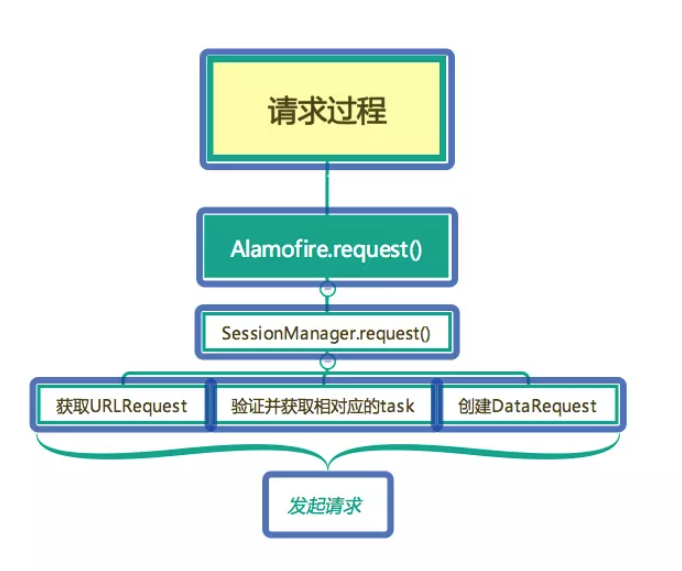 请求过程
Alamofire.request()
SessionManager.request()
获取URLRequest
验证并获取相对应的task
创建DataRequest
发起请求